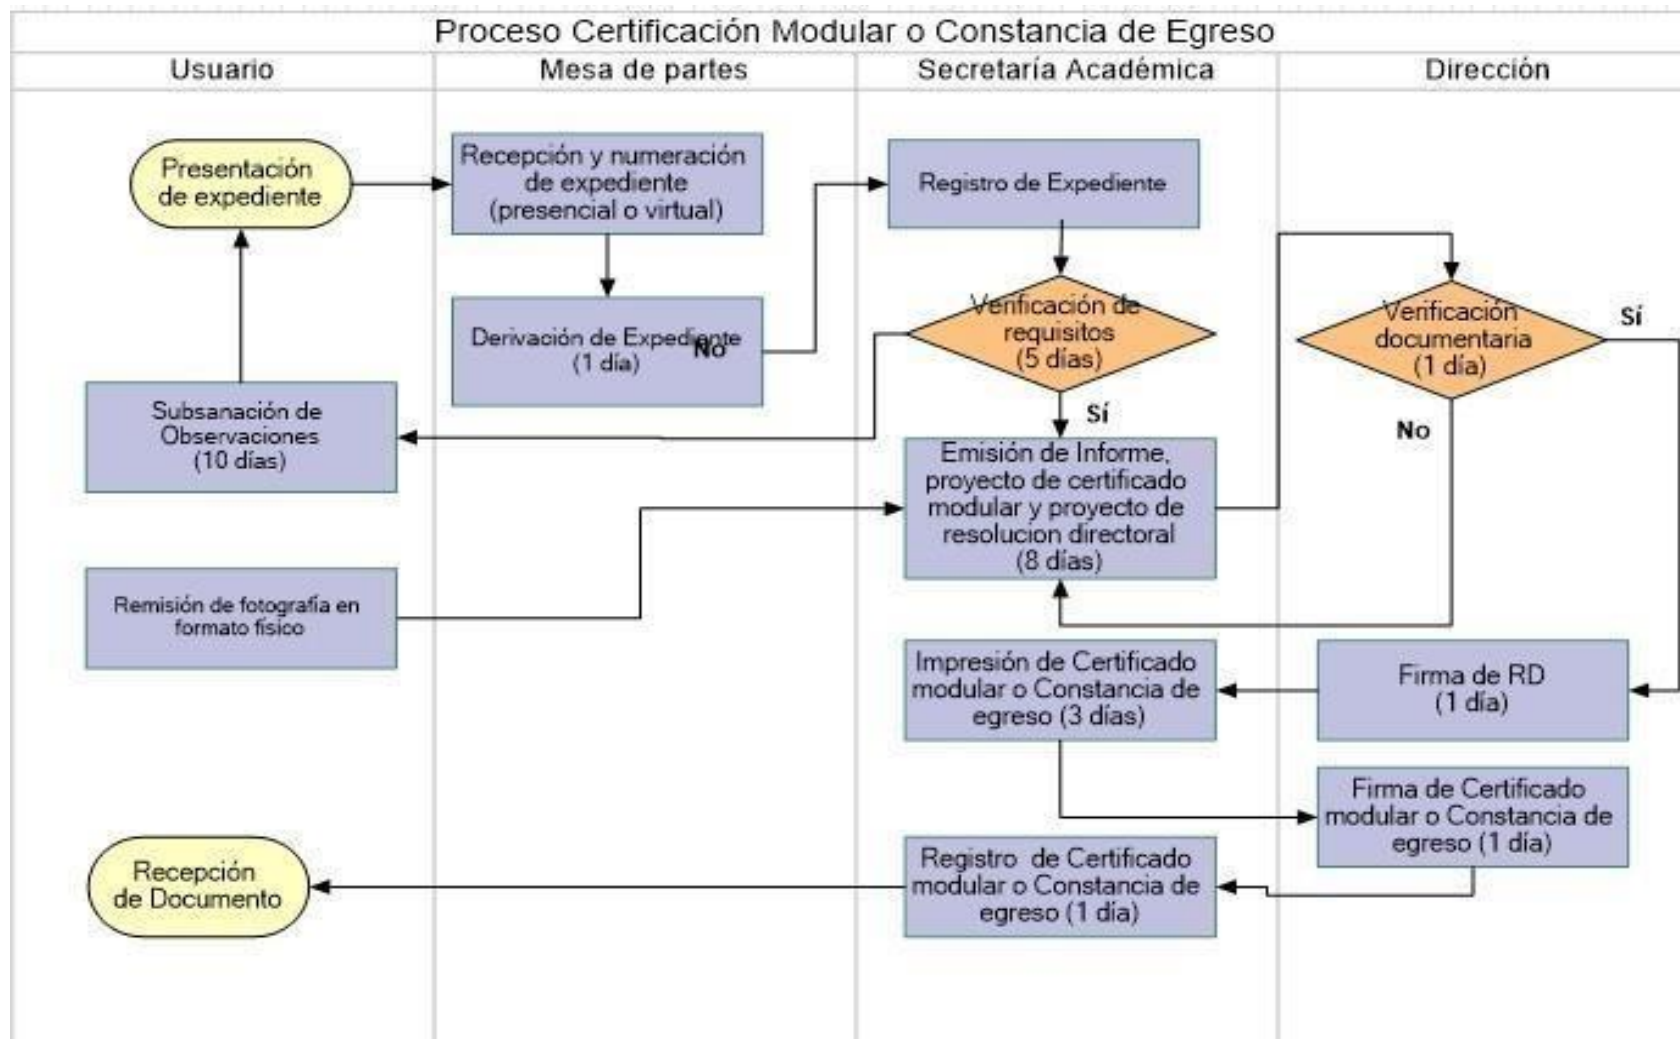 Proceso Certificación Modular o Constancia de Egreso
Usuario
Mesa de partes
Secretaría Académica
Dirección
Presentación
de expediente
Recepción y numeración
de expediente
(presencial o virtual)
Registro de Expediente
Derivación de Expediente
(1 día)
No
Verificación de
requisitos
(5 días)
Sí
Verificación
documentaria
(1 día)
Sí
No
Subsanación de
Observaciones
(10 días)
Emisión de Informe,
proyecto de certificado
modular y proyecto de
resolucion directoral
(8 días)
Remisión de fotografía en
formato físico
Impresión de Certificado
modular o Constancia de
egreso (3 días)
Firma de RD
(1 día)
Firma de Certificado
modular o Constancia de
egreso (1 día)
Registro de Certificado
modular o Constancia de
egreso (1 día)
Recepción
de Documento